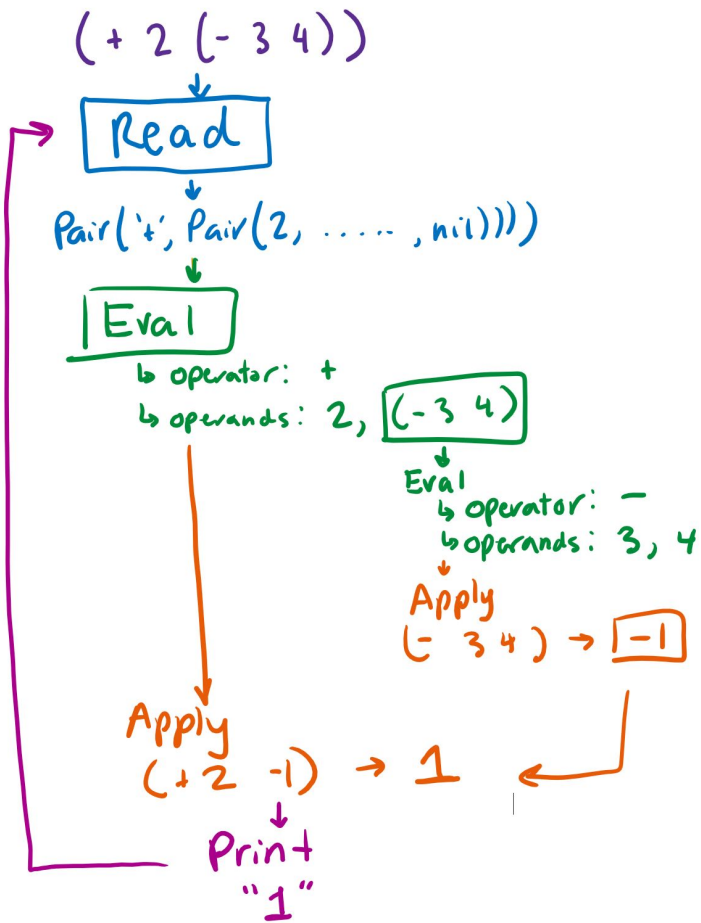 (+ 2 (- 3 4))
Read
Pair('+', Pair(2, ....., nil))))
Eval
↳ operator: +
↳ operands: 2, (- 3 4)
Eval
↳ operator: -
↳ operands: 3, 4
Apply
(- 3 4) → -1
Apply
(+ 2 -1) → 1
Print
"1"